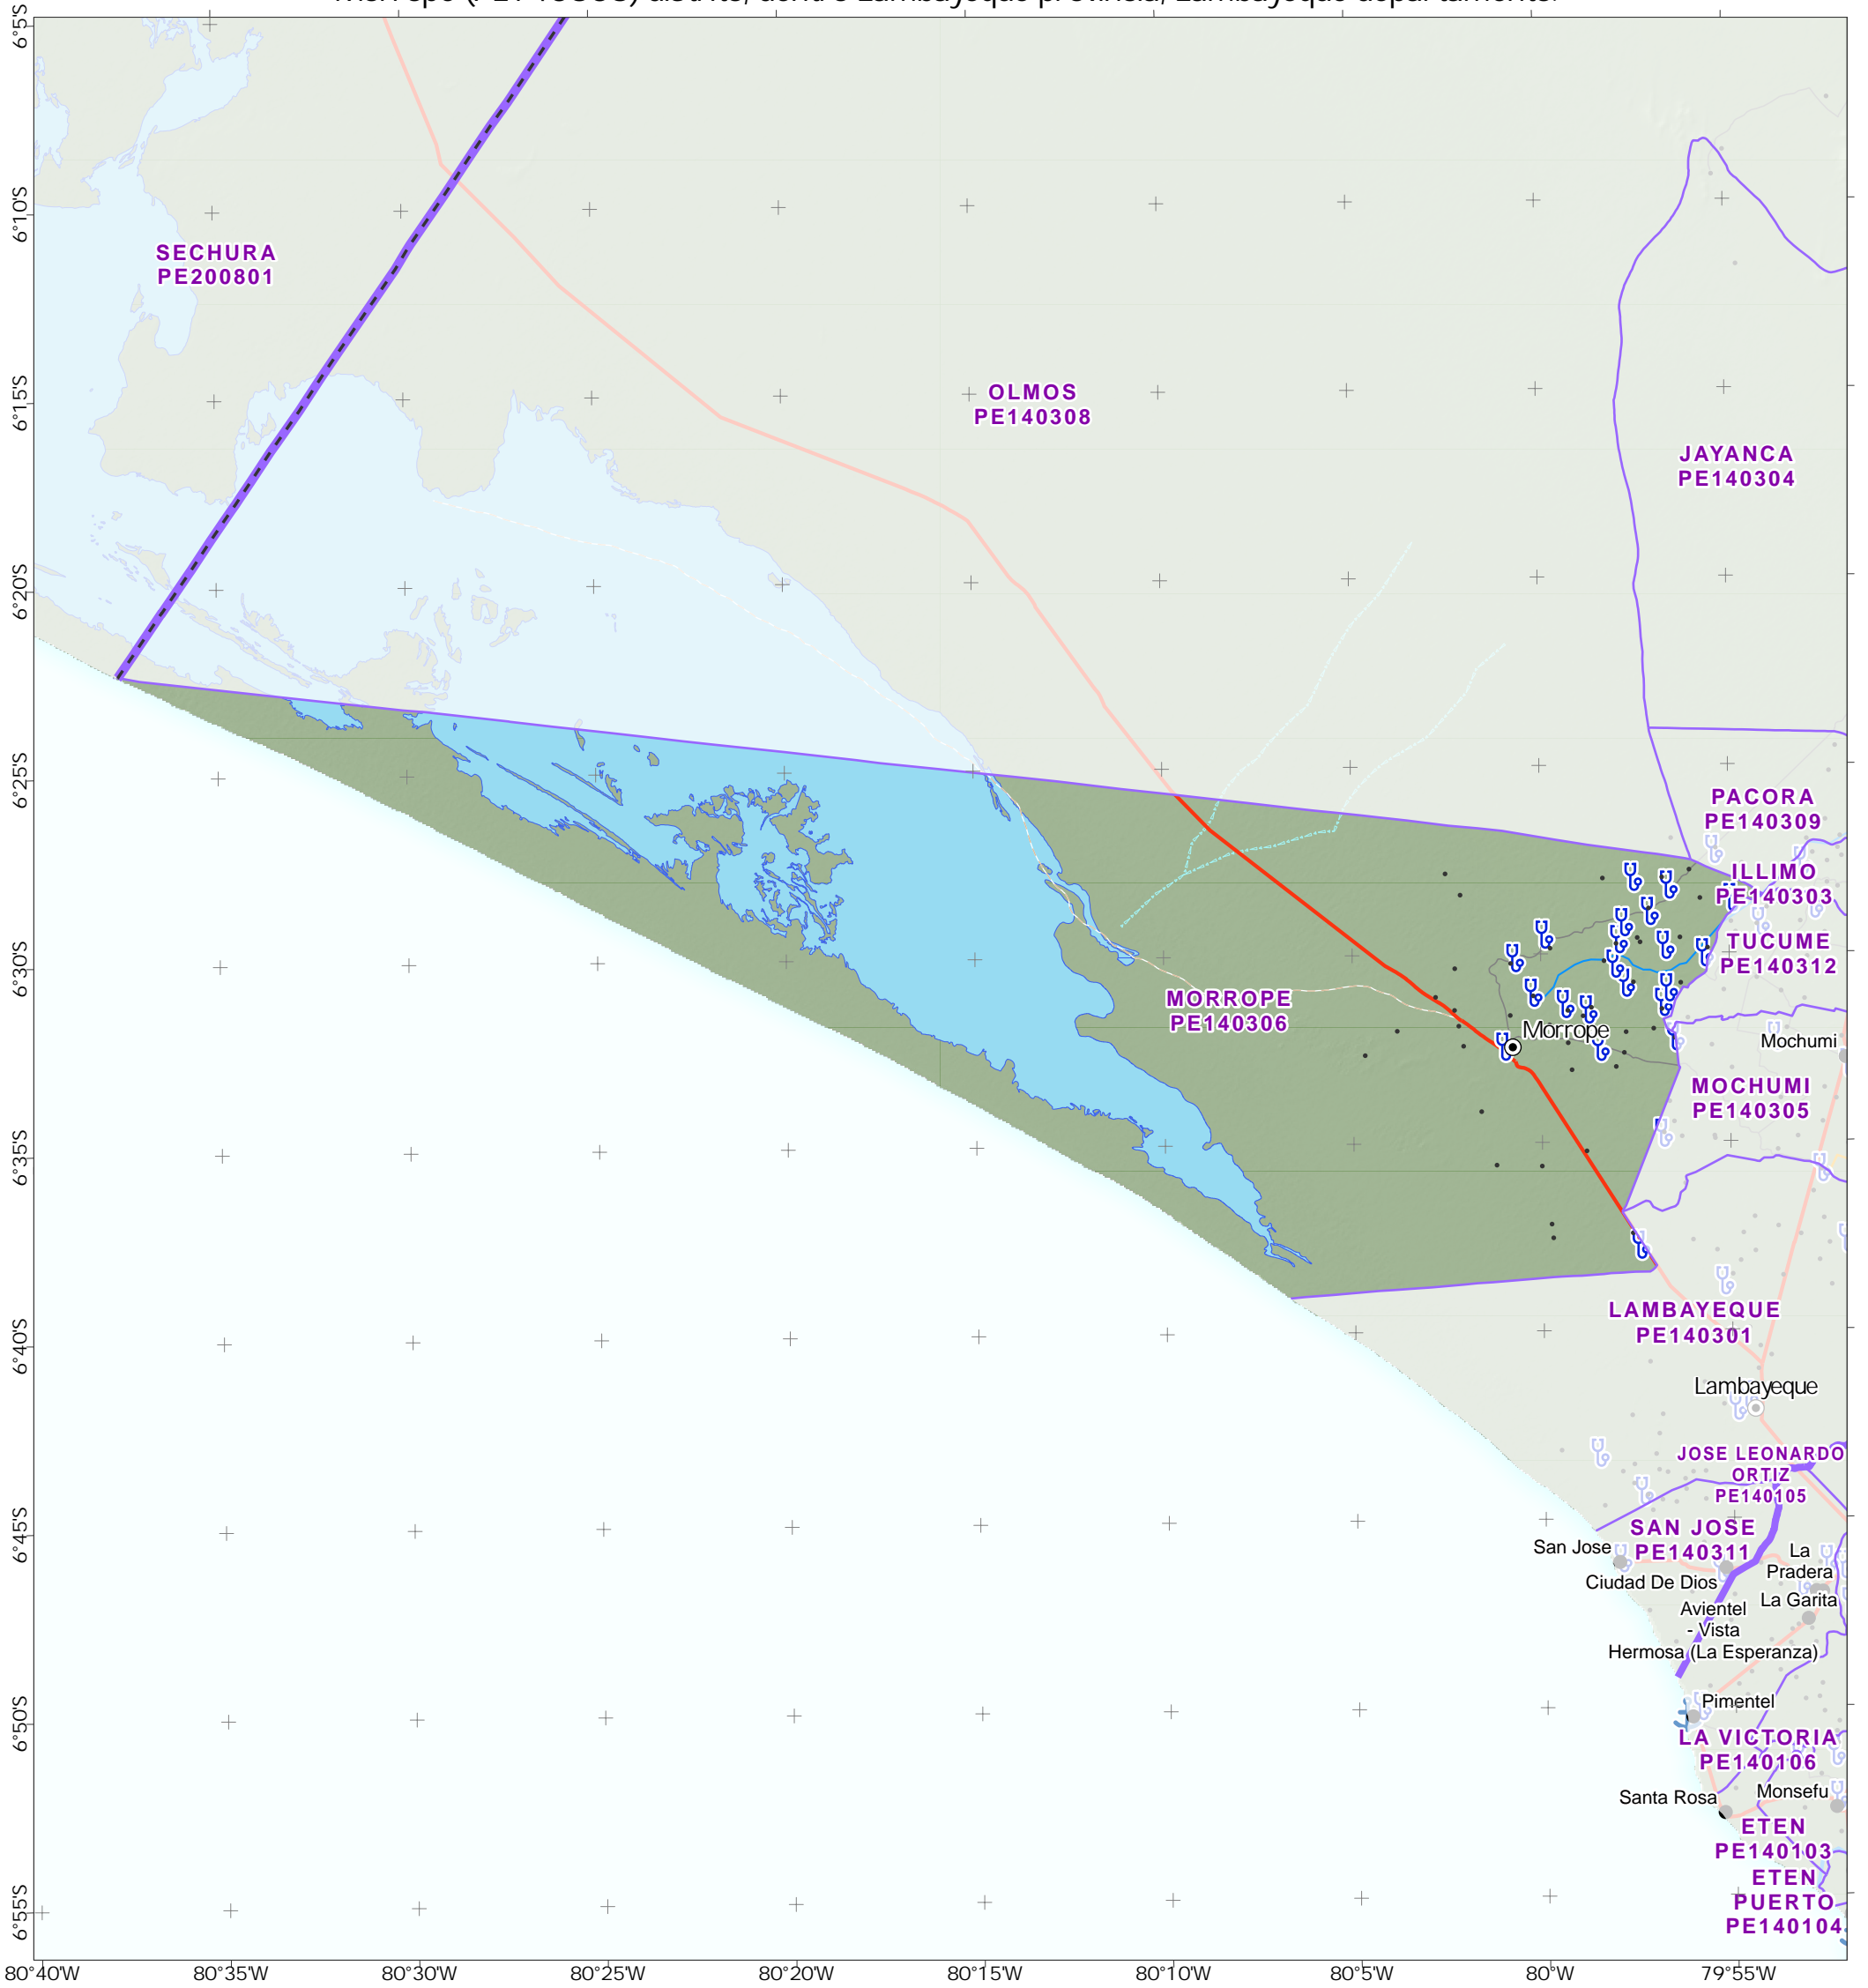 6°5'S
6°10'S
6°15'S
6°20'S
6°25'S
6°30'S
6°35'S
6°40'S
6°45'S
6°50'S
6°55'S
SECHURA
PE200801
OLMOS
PE140308
JAYANCA
PE140304
PACORA
PE140309
ILLIMO
PE140303
TUCUME
PE140312
MORROPE
PE140306
Morrope
Mochumi
MOCHUMI
PE140305
LAMBAYEQUE
PE140301
Lambayeque
JOSE LEONARDO
ORTIZ
PE140105
SAN JOSE
PE140311
San Jose
La
Pradera
Ciudad De Dios
La Garita
Avientel
- Vista
Hermosa (La Esperanza)
Pimentel
LA VICTORIA
PE140106
Santa Rosa
Monsefu
ETEN
PE140103
ETEN
PUERTO
PE140104
80°40'W
80°35'W
80°30'W
80°25'W
80°20'W
80°15'W
80°10'W
80°5'W
80°W
79°55'W